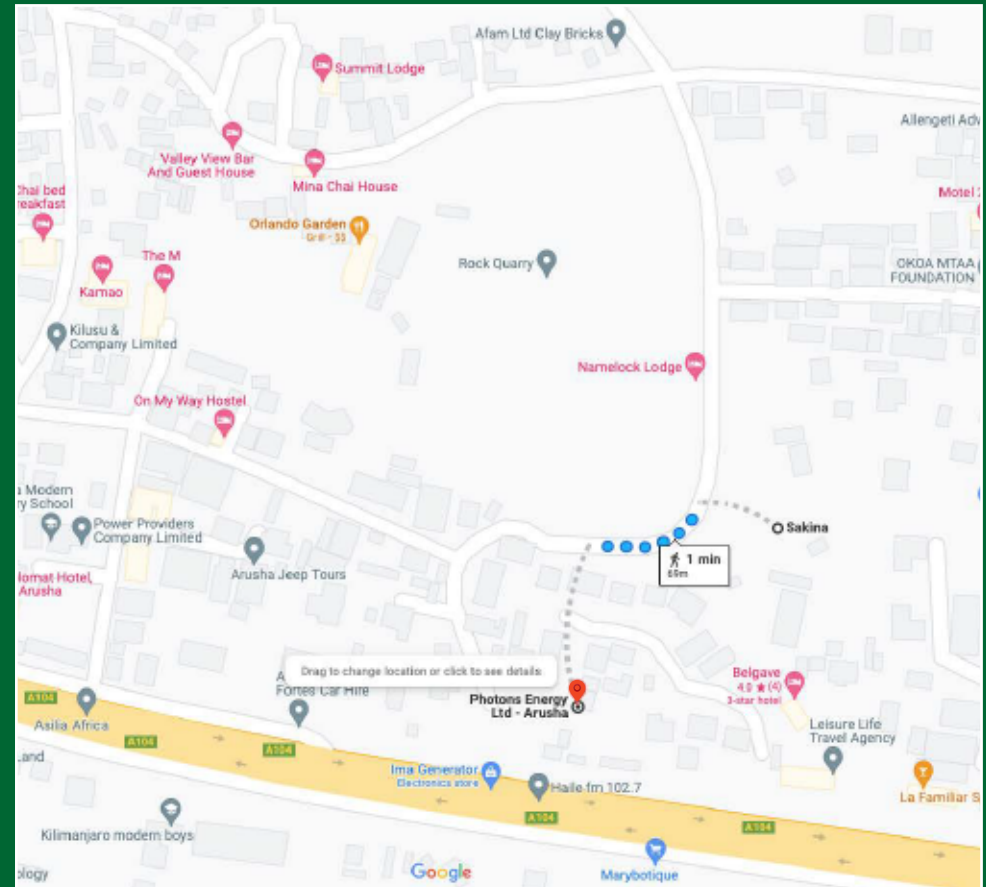 Afam Ltd Clay Bricks
Summit Lodge
Allengeti Adv
Valley View Bar
And Guest House
Mina Chai House
Chai bed
reakfast
Motel
Orlando Garden
Grill - $$
The M
Rock Quarry
OKOA MTAA
FOUNDATION
Kamao
Kilusu &
Company Limited
Namelock Lodge
On My Way Hostel
a Modern
ry School
Power Providers
Company Limited
Sakina
1 min
69m
Arusha Jeep Tours
lomat Hotel,
Arusha
Drag to change location or click to see details
A
Fortes Car Hire
Belgave
4.0 ★ (4)
3-star hotel
Photons Energy
Ltd - Arusha
A104
Asilia Africa
Leisure Life
Travel Agency
A104
A104
Land
Ima Generator
Electronics store
Haile fm 102.7
La Familiar S
A104
A104
Kilimanjaro modern boys
ology
Google
Marybotique